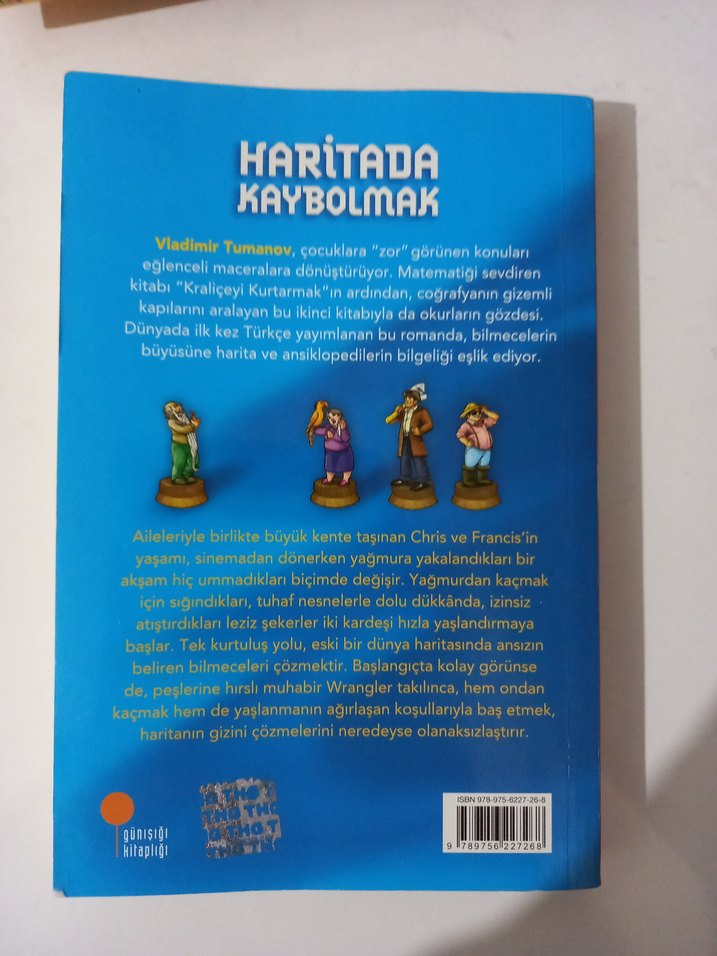 HARİTADA
KAYBOLMAK
Vladimir Tumanov, çocuklara "zor" görünen konuları
eğlenceli maceralara dönüştürüyor. Matematiği sevdiren
kitabı "Kraliçeyi Kurtarmak"ın ardından, coğrafyanın gizemli
kapılarını aralayan bu ikinci kitabıyla da okurların gözdesi.
Dünyada ilk kez Türkçe yayımlanan bu romanda, bilmecelerin
büyüsüne harita ve ansiklopedilerin bilgeliği eşlik ediyor.
Aileleriyle birlikte büyük kente taşınan Chris ve Francis'in
yaşamı, sinemadan dönerken yağmura yakalandıkları bir
akşam hiç ummadıkları biçimde değişir. Yağmurdan kaçmak
için sığındıkları, tuhaf nesnelerle dolu dükkânda, izinsiz
atıştırdıkları leziz şekerler iki kardeşi hızla yaşlandırmaya
başlar. Tek kurtuluş yolu, eski bir dünya haritasında ansızın
beliren bilmeceleri çözmektir. Başlangıçta kolay görünse
de, peşlerine hırslı muhabir Wrangler takılınca, hem ondan
kaçmak hem de yaşlanmanın ağırlaşan koşullarıyla baş etmek,
haritanın gizini çözmelerini neredeyse olanaksızlaştırır.
günışığı
kitaplığı
ISBN 978-975-6227-26-8
9 789756 227268